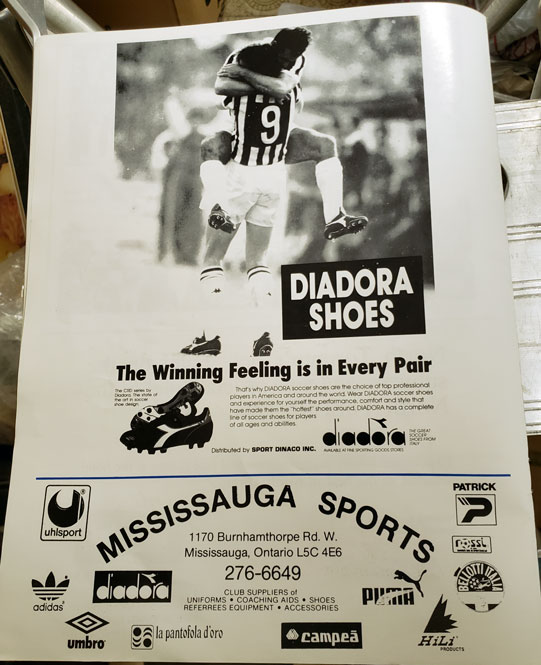 9
DIADORA
SHOES
The Winning Feeling is in Every Pair
The C3D series by
Diadora. The state of
the art in soccer
shoe design.
That's why DIADORA soccer shoes are the choice of top professional
players in America and around the world. Wear DIADORA soccer shoes
and experience for yourself the performance, comfort and style that
have made them the "hottest" shoes around. DIADORA has a complete
line of soccer shoes for players
of all ages and abilities.
diadora
THE GREAT
SOCCER
SHOES FROM
ITALY
Distributed by SPORT DINACO INC.
AVAILABLE AT FINE SPORTING GOODS STORES
uhlsport
MISSISSAUGA SPORTS
PATRICK
P
1170 Burnhamthorpe Rd. W.
Mississauga, Ontario L5C 4E6
276-6649
rossl
CLUB SUPPLIERS of
UNIFORMS • COACHING AIDS • SHOES
REFEREES EQUIPMENT • ACCESSORIES
adidas
diadora
PUMA
BELLOTTI ITALIA
umbro
la pantofola d'oro
campeã
HiLi
PRODUCTS